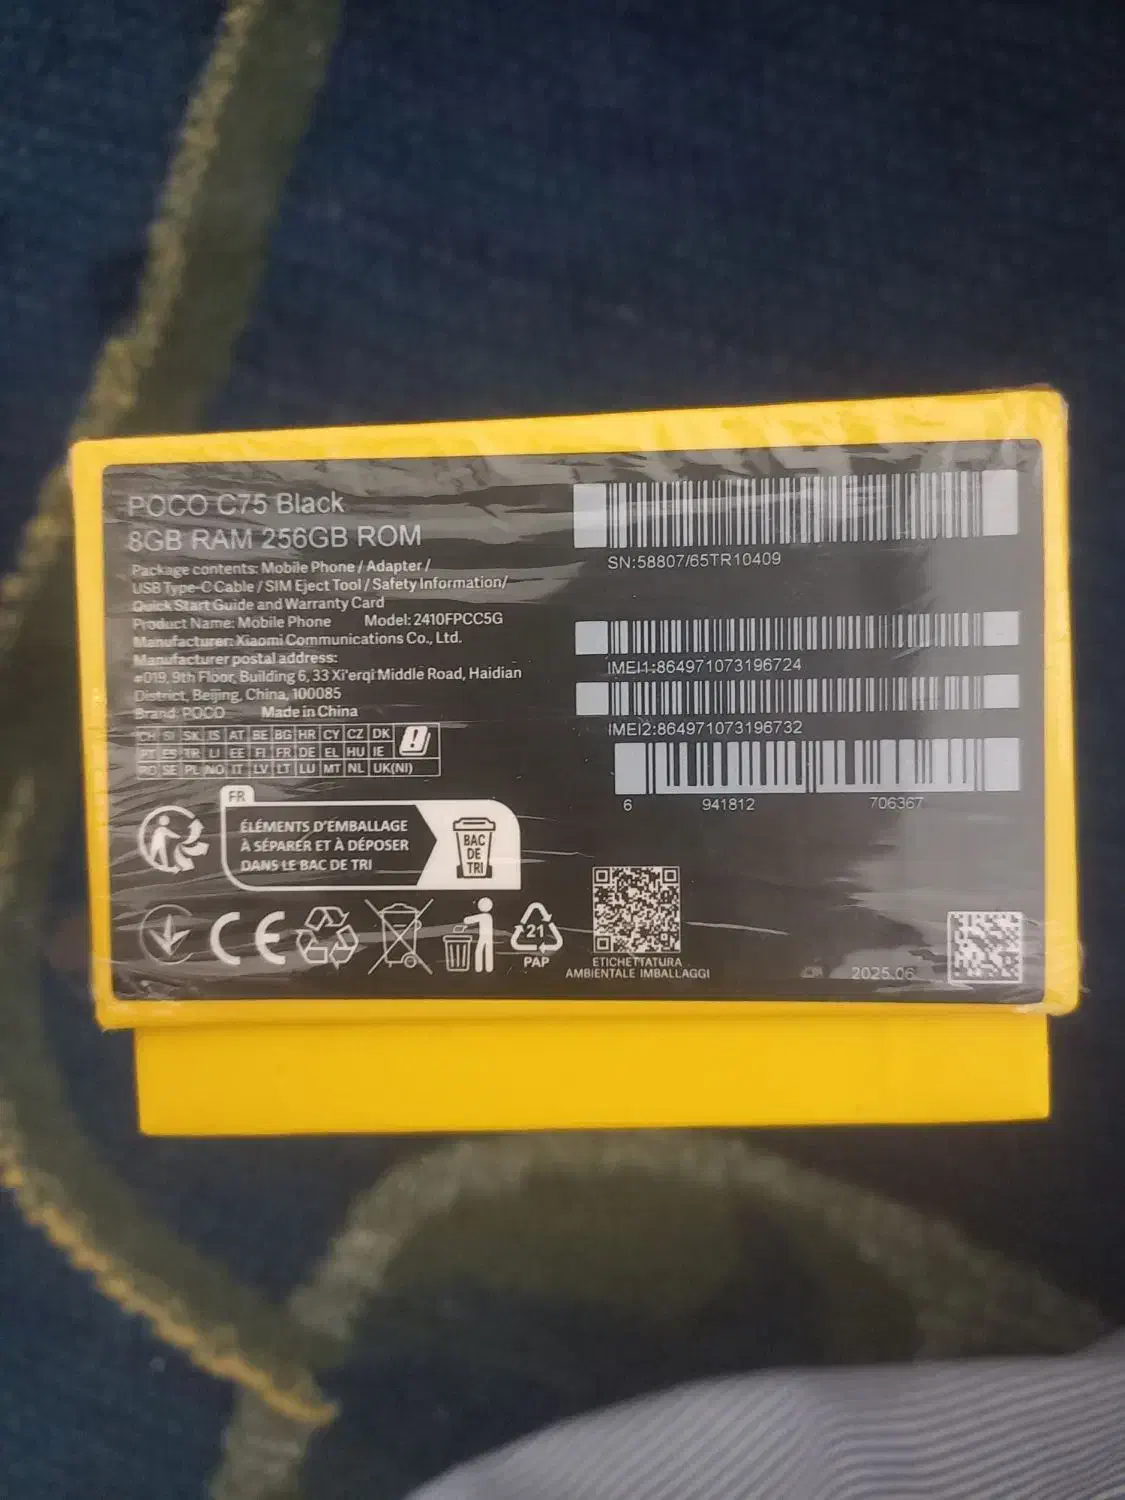 POCO C75 Black
8GB RAM 256GB ROM
Package contents: Mobile Phone / Adapter /
USB Type-C Cable / SIM Eject Tool / Safety Information/
Quick Start Guide and Warranty Card
Product Name: Mobile Phone Model: 2410FPCC5G
Manufacturer: Xiaomi Communications Co., Ltd.
Manufacturer postal address:
#019, 9th Floor, Building 6, 33 Xi'erqi Middle Road, Haidian
District, Beijing, China, 100085
Brand: POCO Made in China
CH SI SK IS AT BE BG HR CY CZ DK
PT ES TR LI EE FI FR DE EL HU IE
RO SE PL NO IT LV LT LU MT NL UK(NI)
FR
ÉLÉMENTS D'EMBALLAGE
À SÉPARER ET À DÉPOSER
DANS LE BAC DE TRI
BAC
DE
TRI
CE
21
PAP
SN:58807/65TR10409
IMEI1:864971073196724
IMEI2:864971073196732
6 941812 706367
ETICHETTATURA
AMBIENTALE IMBALLAGGI
2025.06